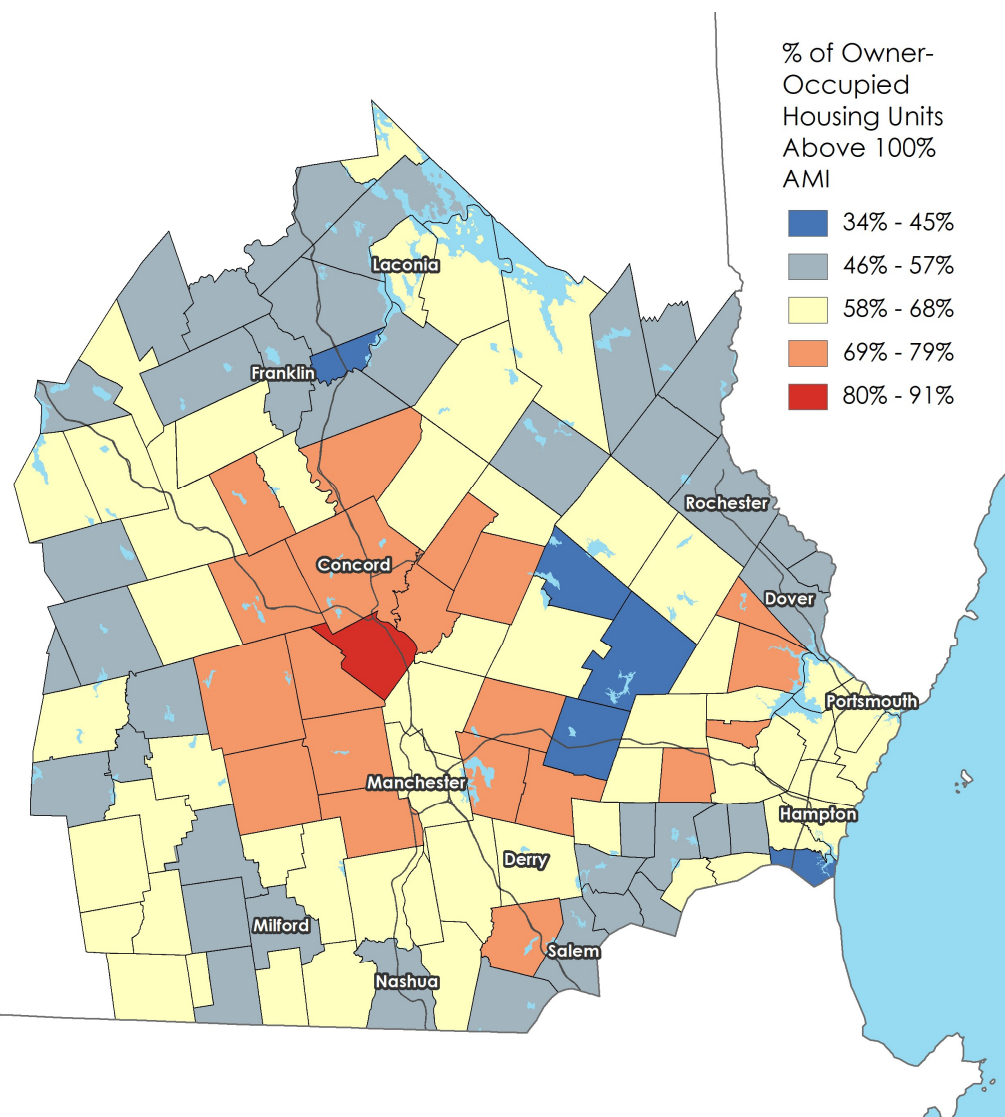 % of Owner-
Occupied
Housing Units
Above 100%
AMI
34% - 45%
46% - 57%
58% - 68%
69% - 79%
80% - 91%
Laconia
Franklin
Rochester
Concord
Dover
Portsmouth
Manchester
Hampton
Derry
Milford
Salem
Nashua